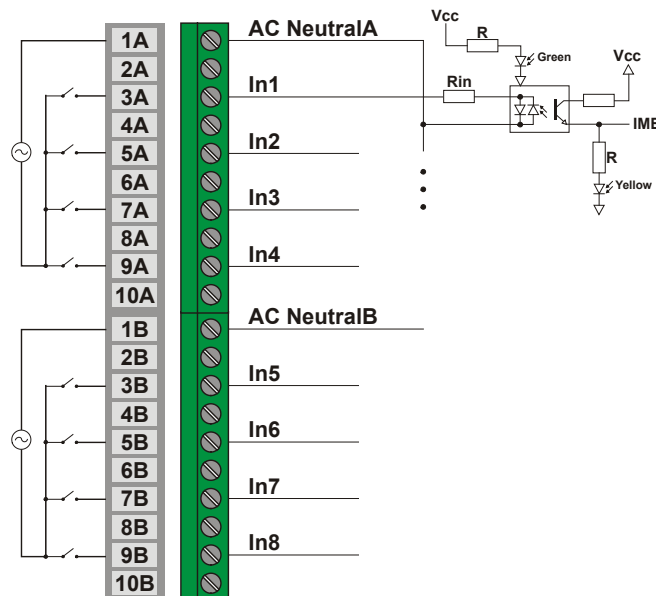 1A
2A
3A
4A
5A
6A
7A
8A
9A
10A
1B
2B
3B
4B
5B
6B
7B
8B
9B
10B
AC NeutralA
In1
In2
In3
In4
AC NeutralB
In5
In6
In7
In8
Vcc
R
Green
Rin
Vcc
R
Yellow